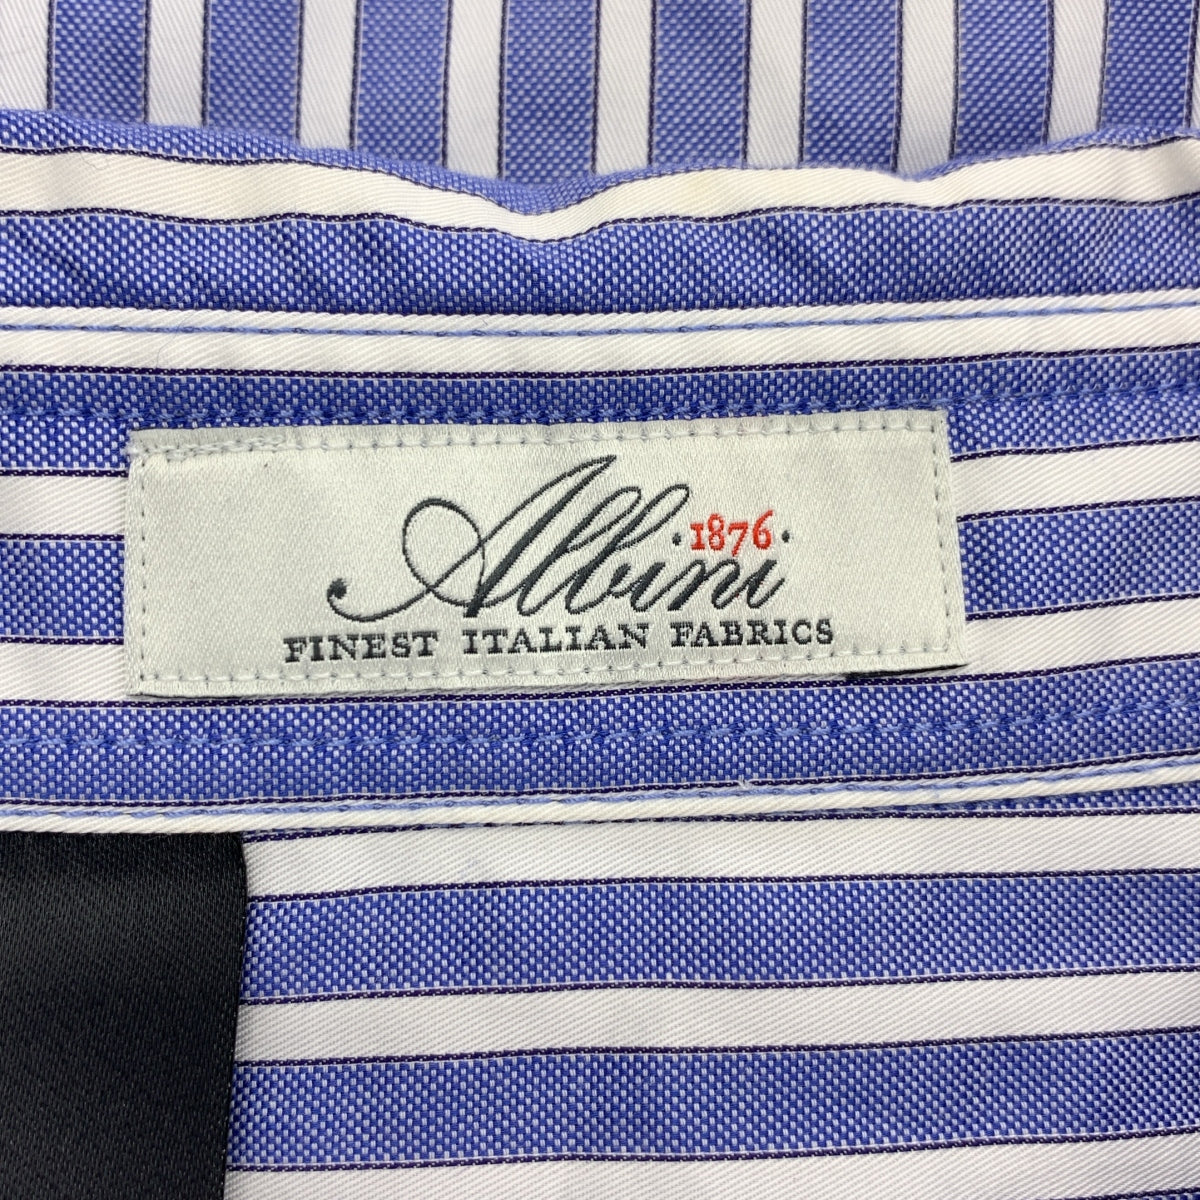 ·1876·
Albini
FINEST ITALIAN FABRICS